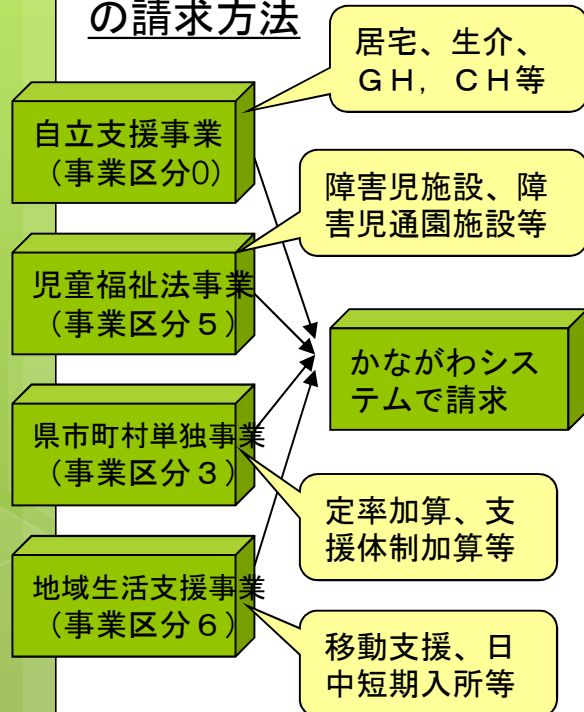 の請求方法
居宅、生介、
ＧＨ，ＣＨ等
自立支援事業
（事業区分0）
障害児施設、障
害児通園施設等
児童福祉法事業
（事業区分５）
かながわシス
テムで請求
県市町村単独事業
（事業区分３）
定率加算、支
援体制加算等
地域生活支援事業
（事業区分６）
移動支援、日
中短期入所等